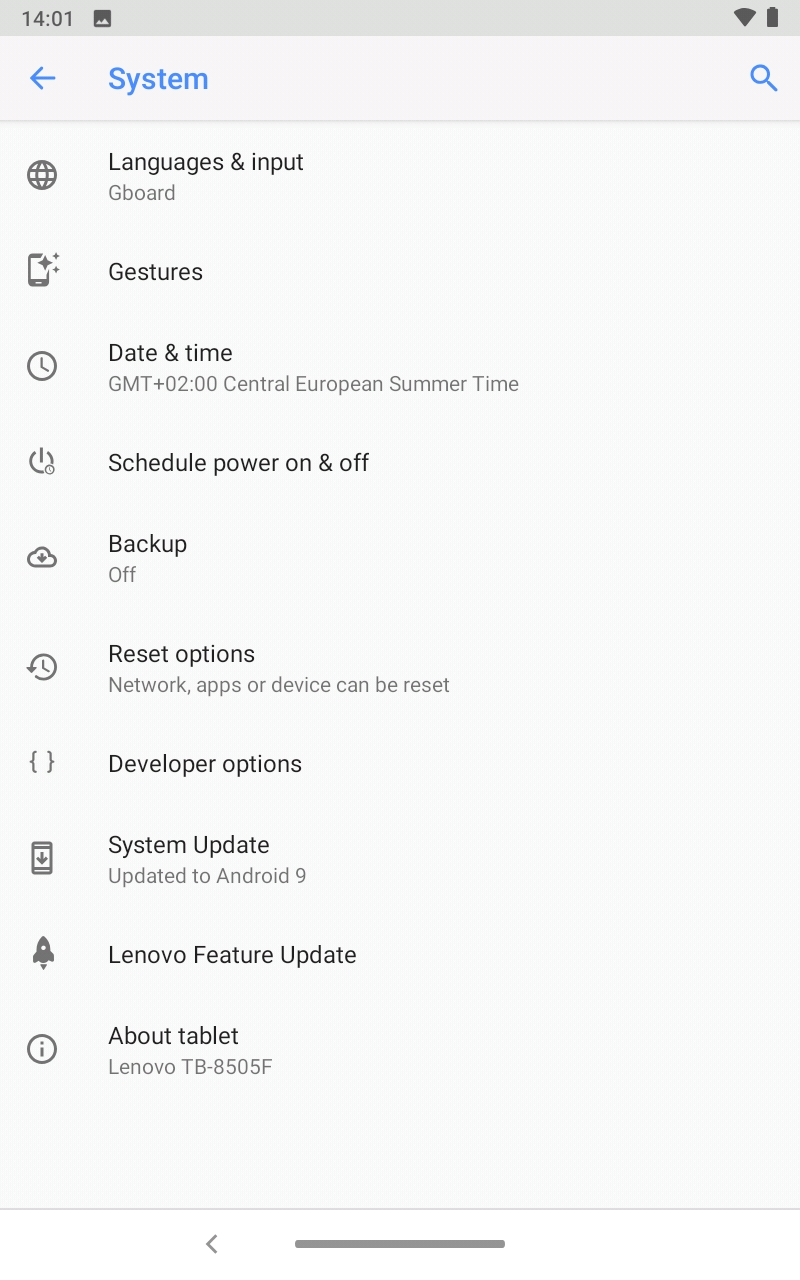 14:01
System
Languages & input
Gboard
Gestures
Date & time
GMT+02:00 Central European Summer Time
Schedule power on & off
Backup
Off
Reset options
Network, apps or device can be reset
{ }
Developer options
System Update
Updated to Android 9
Lenovo Feature Update
About tablet
Lenovo TB-8505F